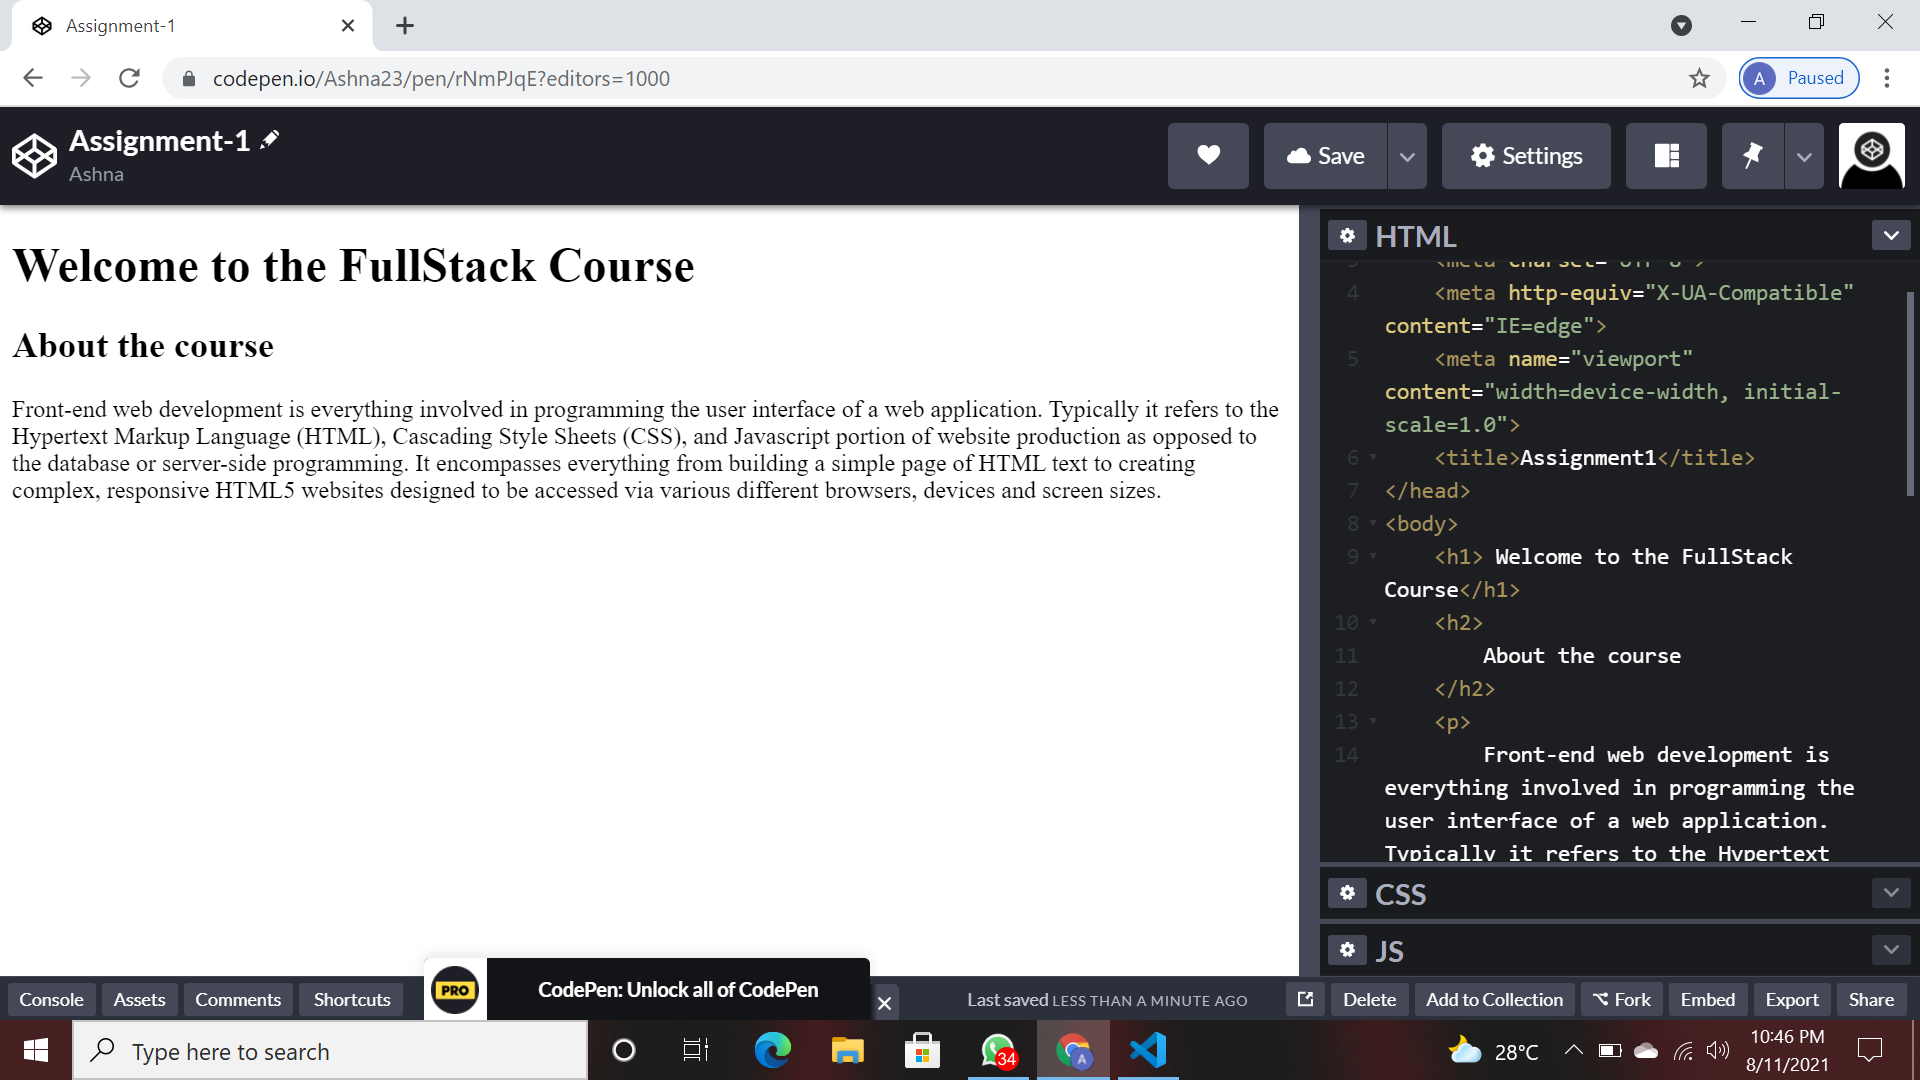 Assignment-1
codepen.io/Ashna23/pen/rNmPJqE?editors=1000
A Paused
Assignment-1
Ashna
Save
Settings
Welcome to the FullStack Course
About the course
Front-end web development is everything involved in programming the user interface of a web application. Typically it refers to the
Hypertext Markup Language (HTML), Cascading Style Sheets (CSS), and Javascript portion of website production as opposed to
the database or server-side programming. It encompasses everything from building a simple page of HTML text to creating
complex, responsive HTML5 websites designed to be accessed via various different browsers, devices and screen sizes.
HTML
3 <meta charset="UTF-8">
4 <meta http-equiv="X-UA-Compatible"
content="IE=edge">
5 <meta name="viewport"
content="width=device-width, initial-
scale=1.0">
6 <title>Assignment1</title>
7 </head>
8 <body>
9 <h1> Welcome to the FullStack
Course</h1>
10 <h2>
11 About the course
12 </h2>
13 <p>
14 Front-end web development is
everything involved in programming the
user interface of a web application.
Typically it refers to the Hypertext
CSS
JS
Console
Assets
Comments
Shortcuts
PRO
CodePen: Unlock all of CodePen
Last saved LESS THAN A MINUTE AGO
Delete
Add to Collection
Fork
Embed
Export
Share
Type here to search
34
A
28°C
10:46 PM
8/11/2021